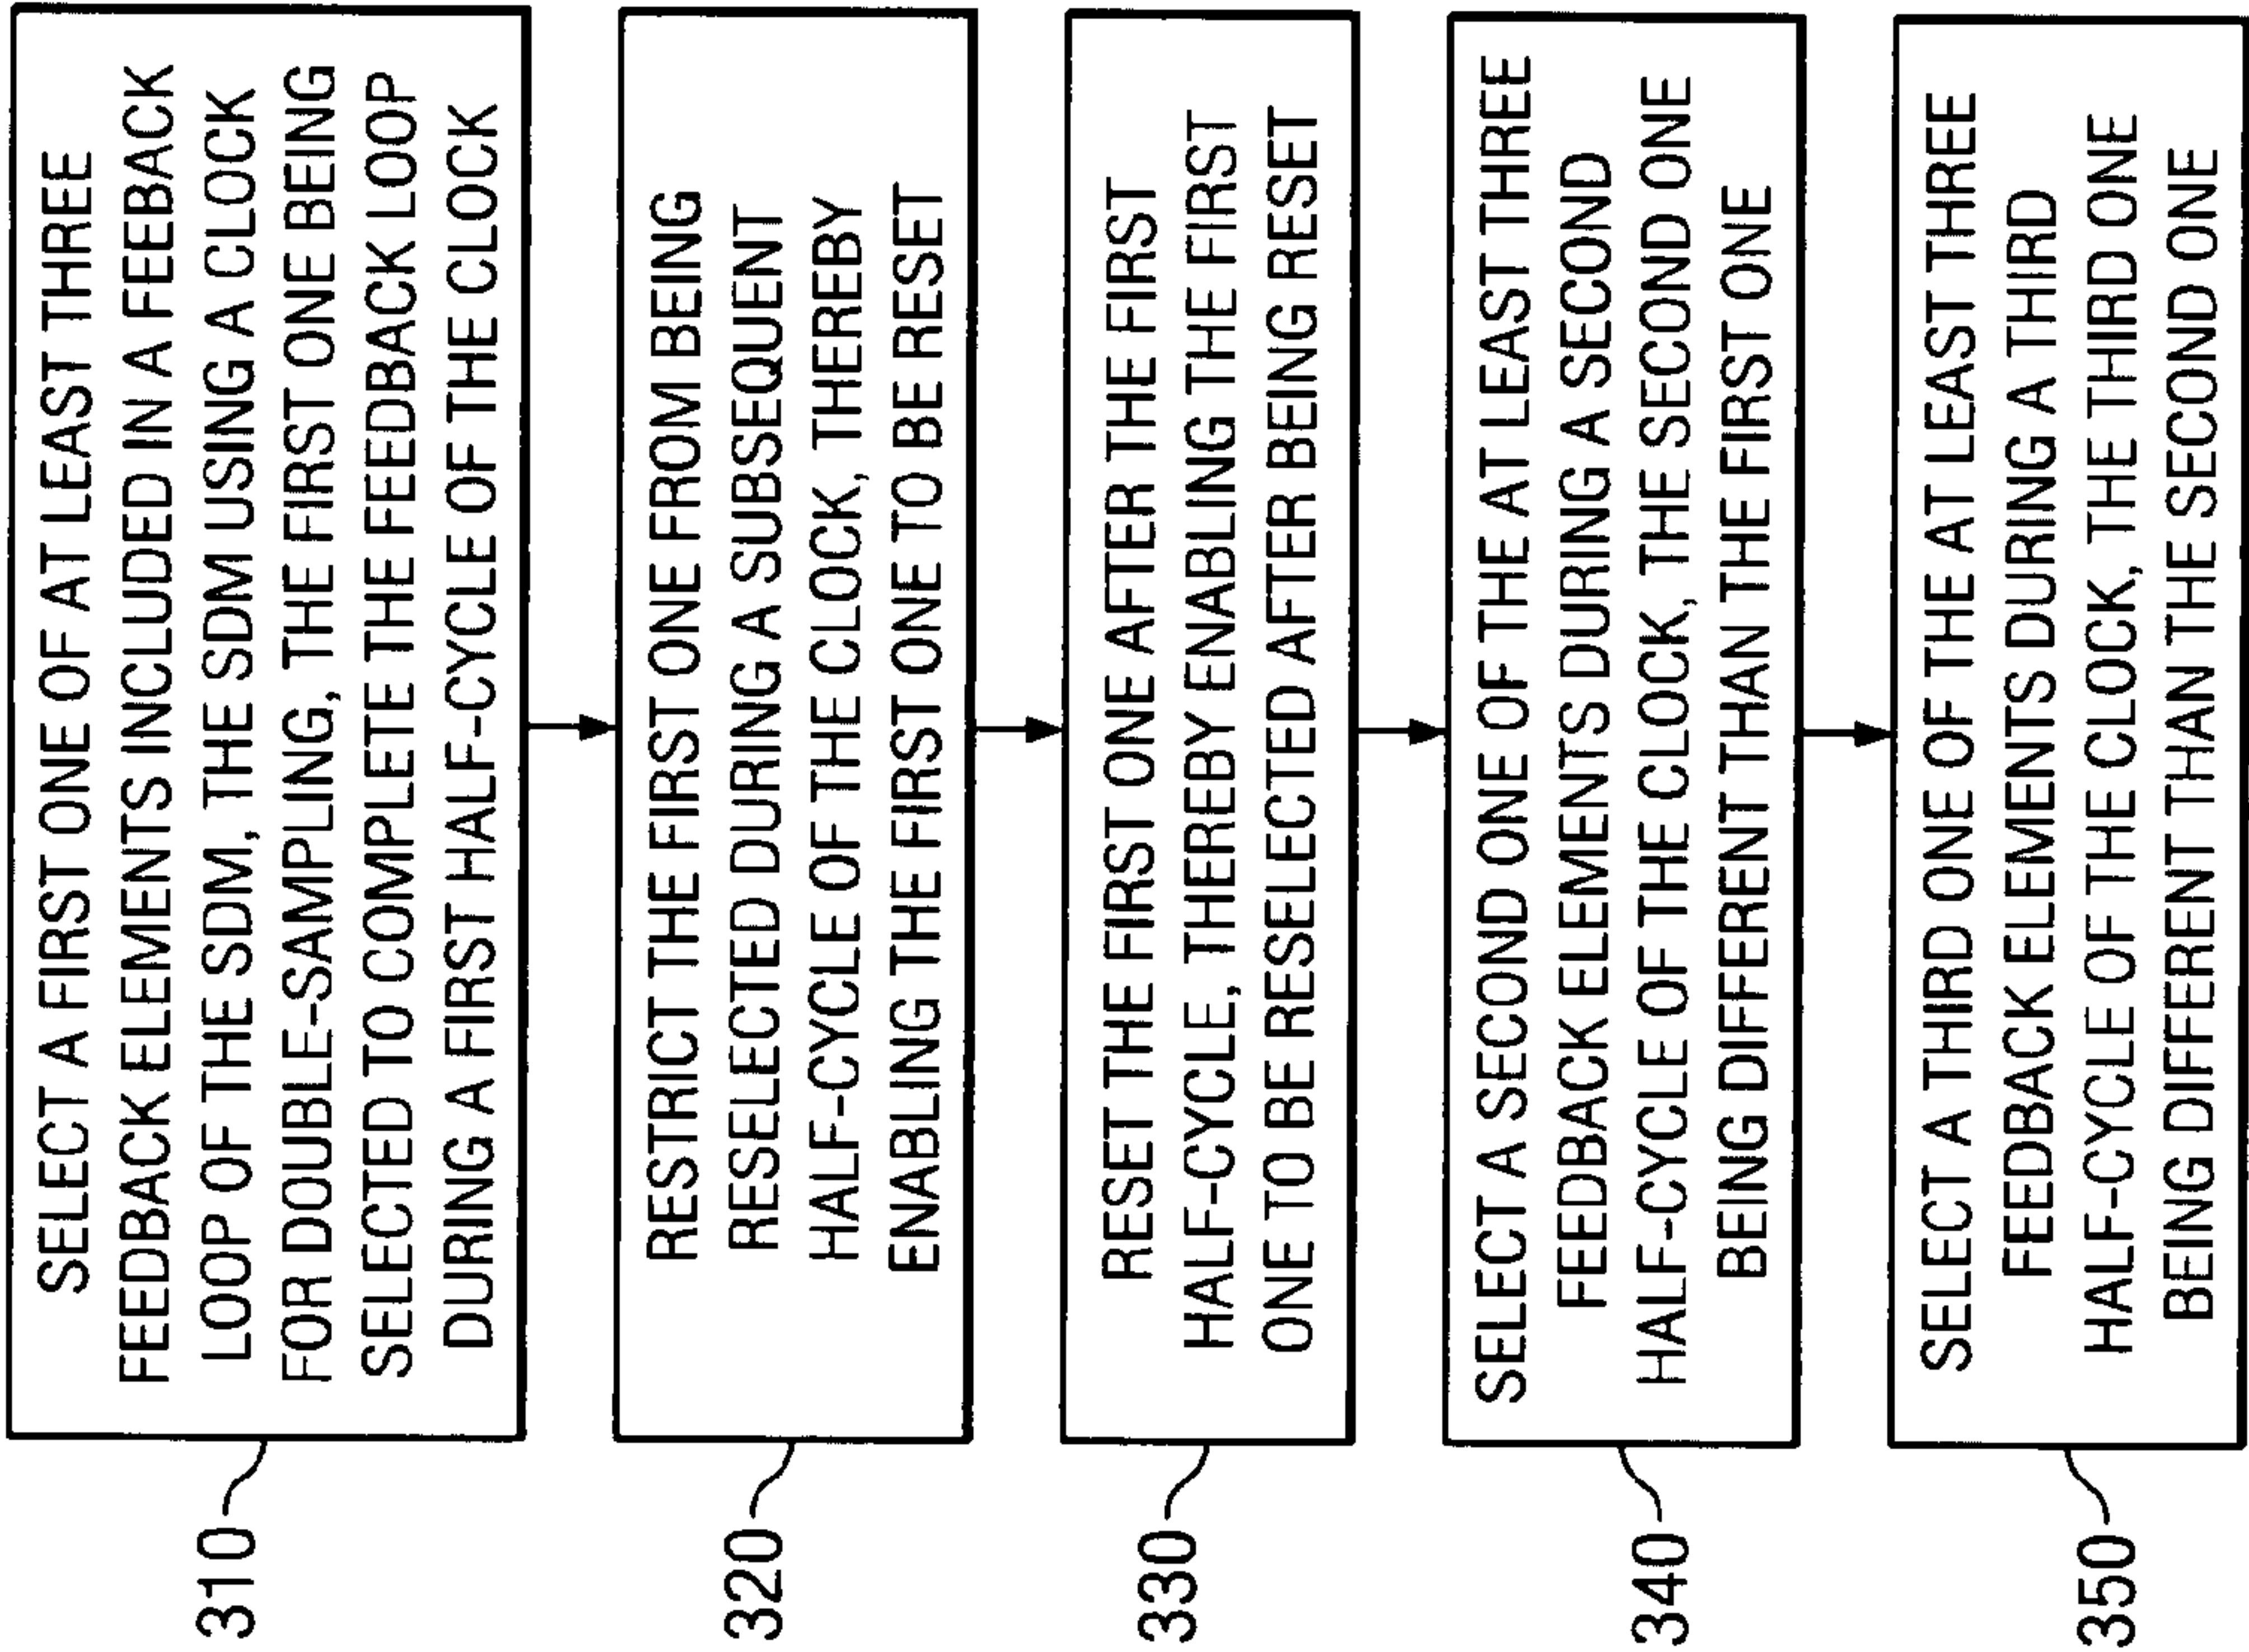 SELECT A FIRST ONE OF AT LEAST THREE
FEEDBACK ELEMENTS INCLUDED IN A FEEBACK
LOOP OF THE SDM, THE SDM USING A CLOCK
FOR DOUBLE-SAMPLING, THE FIRST ONE BEING
SELECTED TO COMPLETE THE FEEDBACK LOOP
DURING A FIRST HALF-CYCLE OF THE CLOCK
310
RESTRICT THE FIRST ONE FROM BEING
RESELECTED DURING A SUBSEQUENT
HALF-CYCLE OF THE CLOCK, THEREBY
ENABLING THE FIRST ONE TO BE RESET
320
RESET THE FIRST ONE AFTER THE FIRST
HALF-CYCLE, THEREBY ENABLING THE FIRST
ONE TO BE RESELECTED AFTER BEING RESET
330
SELECT A SECOND ONE OF THE AT LEAST THREE
FEEDBACK ELEMENTS DURING A SECOND
HALF-CYCLE OF THE CLOCK, THE SECOND ONE
BEING DIFFERENT THAN THE FIRST ONE
340
SELECT A THIRD ONE OF THE AT LEAST THREE
FEEDBACK ELEMENTS DURING A THIRD
HALF-CYCLE OF THE CLOCK, THE THIRD ONE
BEING DIFFERENT THAN THE SECOND ONE
350